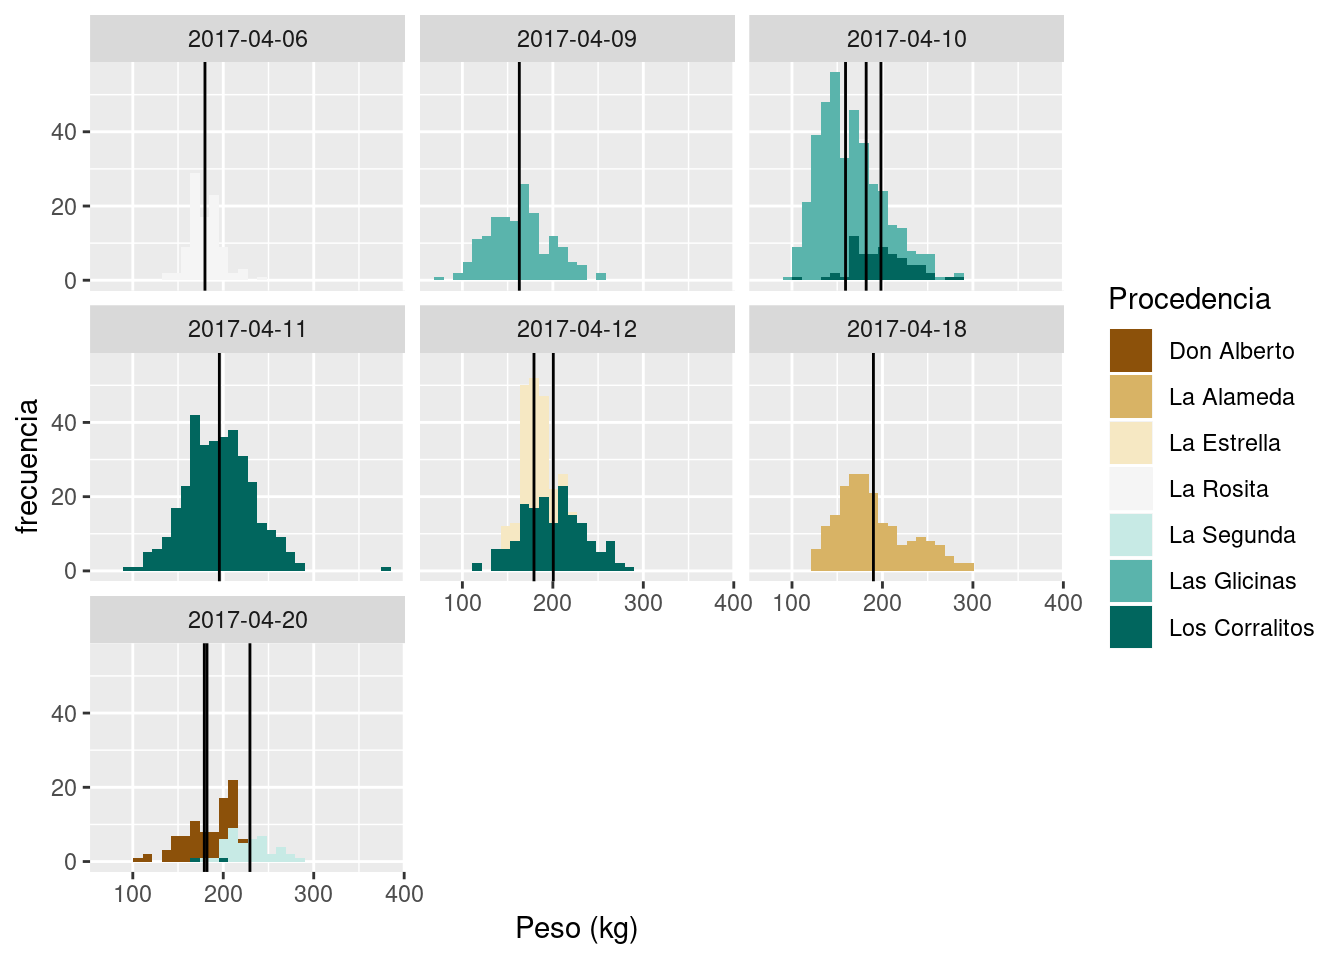 2017-04-06
2017-04-09
2017-04-10
40
20
0
2017-04-11
2017-04-12
2017-04-18
40
20
0
100
200
300
400
100
200
300
400
2017-04-20
40
20
0
100
200
300
400
Peso (kg)
frecuencia
Procedencia
Don Alberto
La Alameda
La Estrella
La Rosita
La Segunda
Las Glicinas
Los Corralitos